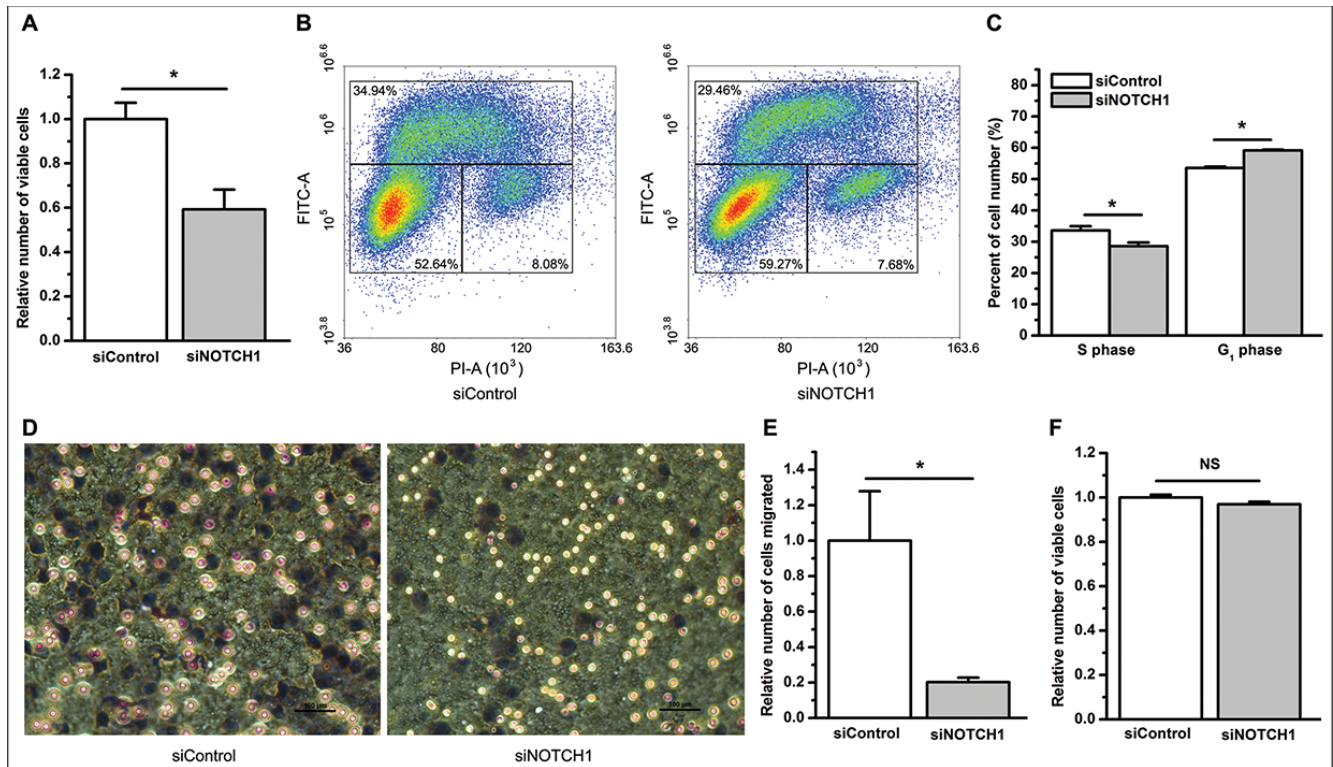 A
Relative number of viable cells
1.2
1.0
0.8
0.6
0.4
0.2
0.0
*
siControl
siNOTCH1
B
FITC-A
10^6.6
10^6
10^5
10^3.8
34.94%
52.64%
8.08%
36
80
120
163.6
PI-A (10^3)
siControl
FITC-A
10^6.6
10^6
10^5
10^3.8
29.46%
59.27%
7.68%
36
80
120
163.6
PI-A (10^3)
siNOTCH1
C
Percent of cell number (%)
80
70
60
50
40
30
20
10
0
siControl
siNOTCH1
*
*
S phase
G₁ phase
D
100 µm
siControl
100 µm
siNOTCH1
E
Relative number of cells migrated
1.4
1.2
1.0
0.8
0.6
0.4
0.2
0.0
*
siControl
siNOTCH1
F
Relative number of viable cells
1.2
1.0
0.8
0.6
0.4
0.2
0.0
NS
siControl
siNOTCH1